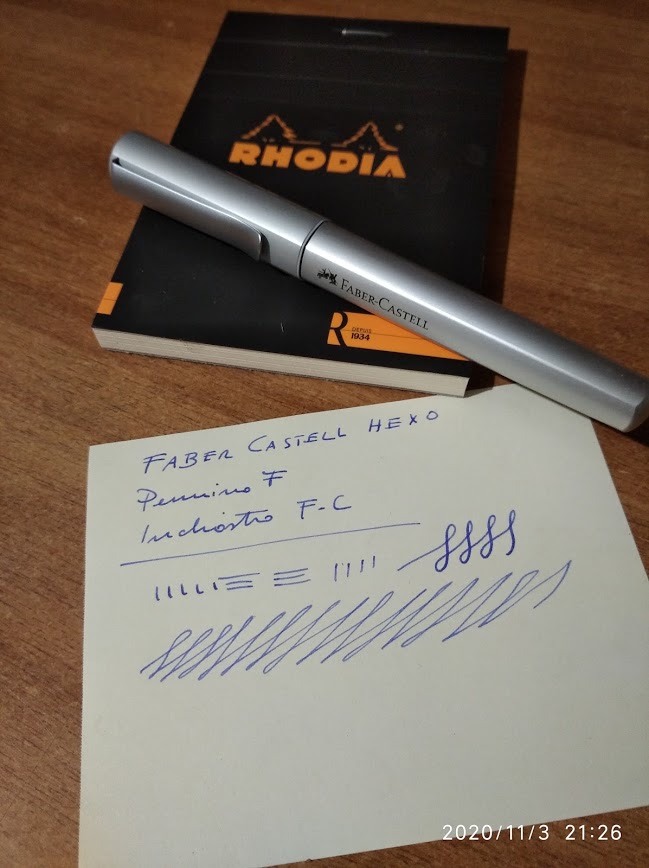 RHODIA
FABER-CASTELL
R DEPUIS
1934
FABER CASTELL HEXO
Pennino F
Inchiostro F-C
2020/11/3 21:26